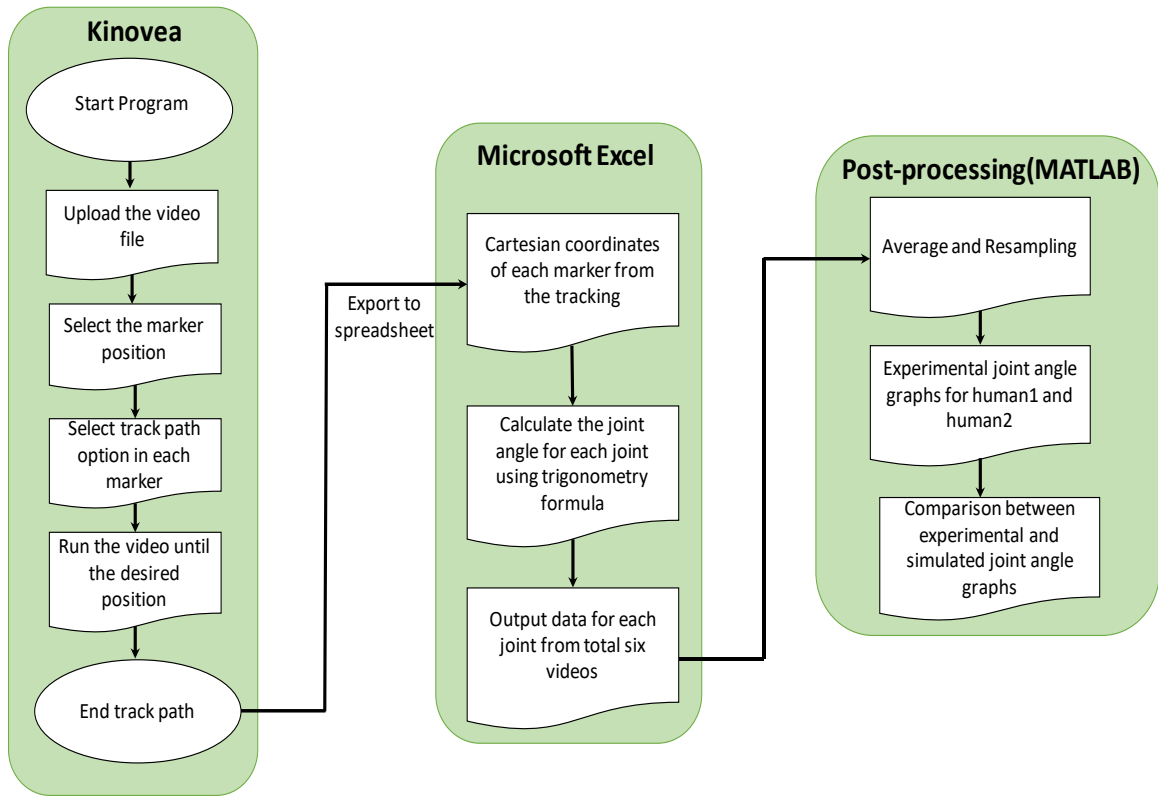 Kinovea
Start Program
Upload the video
file
Select the marker
position
Select track path
option in each
marker
Run the video until
the desired
position
End track path
Export to
spreadsheet
Microsoft Excel
Cartesian coordinates
of each marker from
the tracking
Calculate the joint
angle for each joint
using trigonometry
formula
Output data for each
joint from total six
videos
Post-processing(MATLAB)
Average and Resampling
Experimental joint angle
graphs for human1 and
human2
Comparison between
experimental and
simulated joint angle
graphs